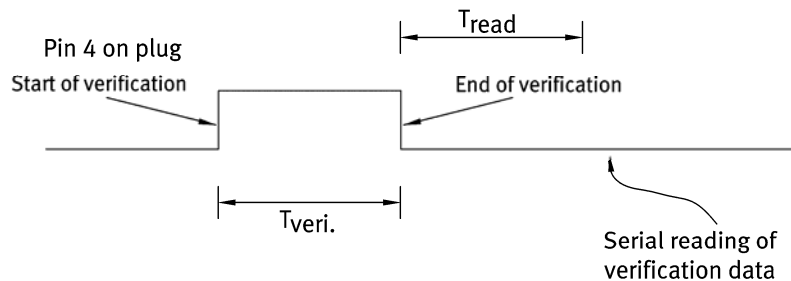 Tread
Pin 4 on plug
Start of verification
End of verification
Tveri.
Serial reading of
verification data